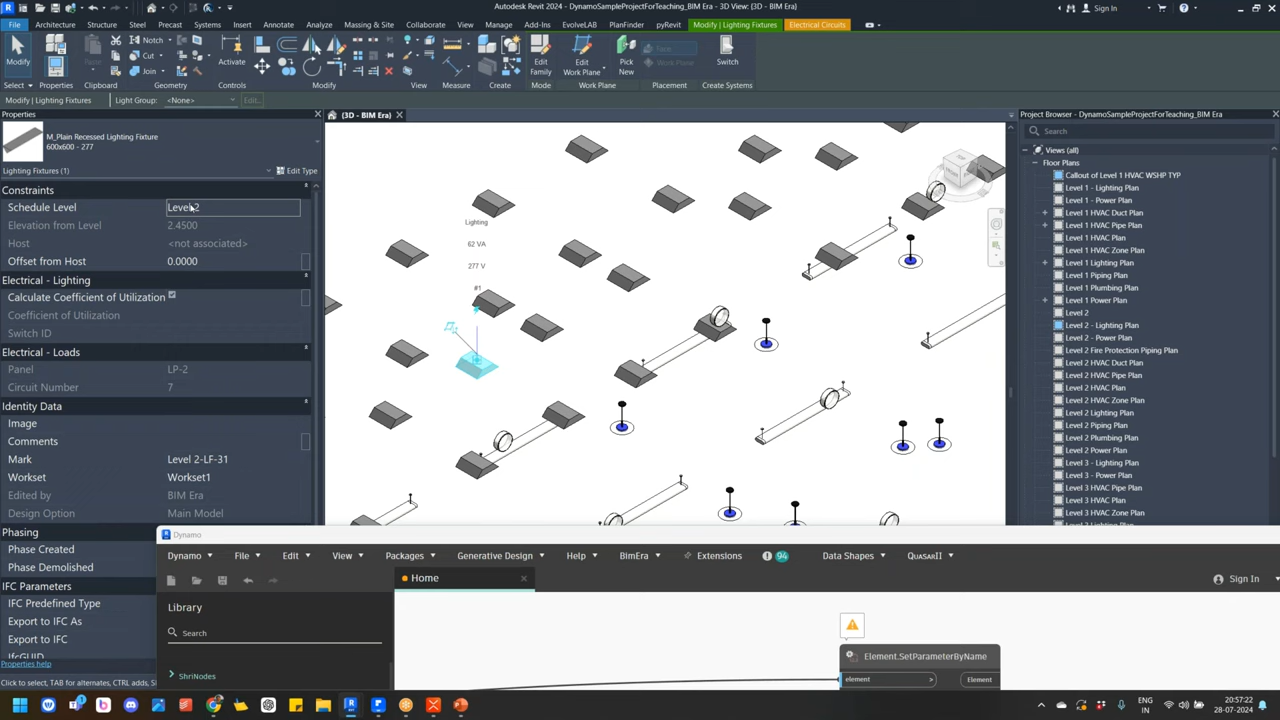 Autodesk Revit 2024 - DynamoSampleProjectForTeaching_BIM Era - 3D View: {3D - BIM Era}
Sign In
File Architecture Structure Steel Precast Systems Insert Annotate Analyze Massing & Site Collaborate View Manage Add-Ins EvolveLAB PlanFinder pyRevit Modify | Lighting Fixtures Electrical Circuits
Notch
Cut
Join
Modify
Paste
Activate
Edit Family
Edit Work Plane
Pick New
Face
Work Plane
Switch
Select Properties Clipboard Geometry Controls Modify View Measure Create Mode Work Plane Placement Create Systems
Modify | Lighting Fixtures Light Group: <None> Edit...
Properties
{3D - BIM Era}
Project Browser - DynamoSampleProjectForTeaching_BIM Era
M_Plain Recessed Lighting Fixture
600x600 - 277
Lighting Fixtures (1)
Edit Type
Constraints
Schedule Level Level 2
Elevation from Level
Host <not associated>
Offset from Host 0.0000
Electrical - Lighting
Calculate Coefficient of Utilization
Coefficient of Utilization
Switch ID
Electrical - Loads
Panel LP-2
Circuit Number 7
Identity Data
Image
Comments
Mark Level 2-LF-31
Workset Workset1
Edited by BIM Era
Design Option Main Model
Phasing
Phase Created
Phase Demolished
IFC Parameters
IFC Predefined Type
Export to IFC As
Export to IFC
IfcGUID
Properties help
Click to select, TAB for alternates, CTRL adds, S
Lighting
62 VA
277 V
#1
Search
Views (all)
Floor Plans
Callout of Level 1 HVAC WSHP TYP
Level 1 - Lighting Plan
Level 1 - Power Plan
Level 1 HVAC Duct Plan
Level 1 HVAC Pipe Plan
Level 1 HVAC Plan
Level 1 HVAC Zone Plan
Level 1 Lighting Plan
Level 1 Piping Plan
Level 1 Plumbing Plan
Level 1 Power Plan
Level 2
Level 2 - Lighting Plan
Level 2 - Power Plan
Level 2 Fire Protection Piping Plan
Level 2 HVAC Duct Plan
Level 2 HVAC Pipe Plan
Level 2 HVAC Plan
Level 2 HVAC Zone Plan
Level 2 Lighting Plan
Level 2 Piping Plan
Level 2 Plumbing Plan
Level 2 Power Plan
Level 3 - Lighting Plan
Level 3 - Power Plan
Level 3 HVAC Pipe Plan
Level 3 HVAC Plan
Level 3 HVAC Zone Plan
Dynamo
Dynamo File Edit View Packages Generative Design Help BimEra Extensions 94 Data Shapes QUASARII
Home
Sign In
Library
Search
ShriNodes
Element.SetParameterByName
element > Element
ENG
IN
20:57:22
28-07-2024